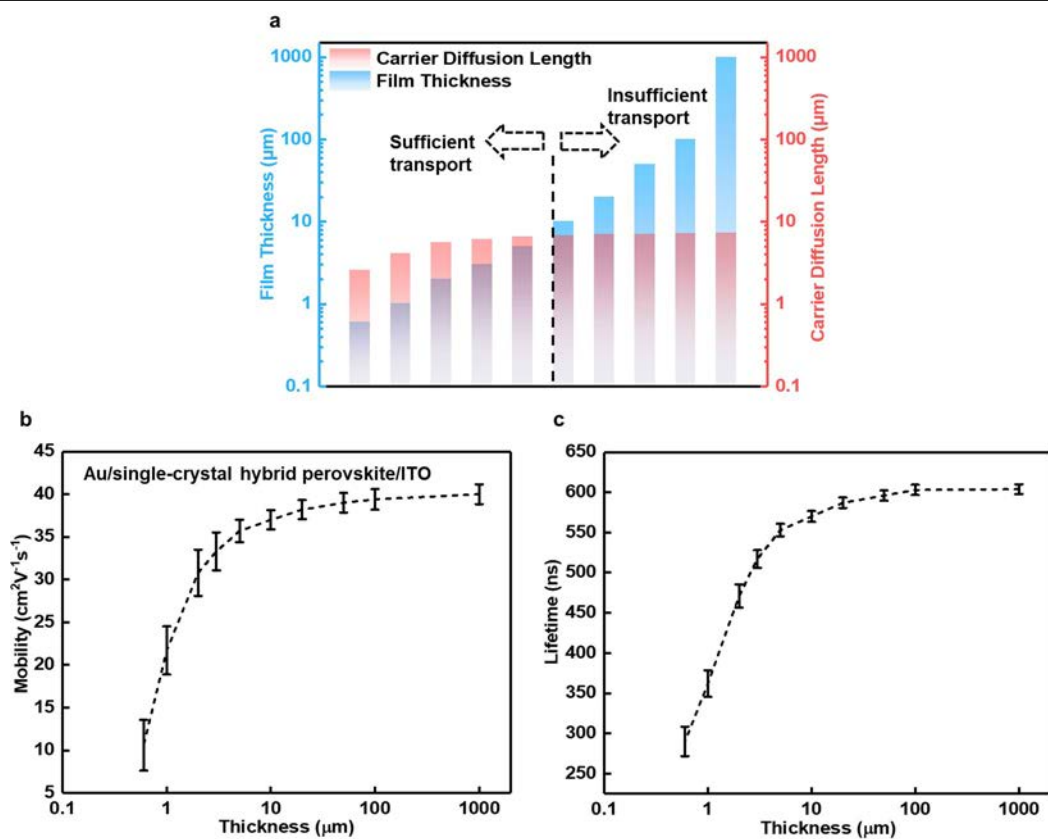 a
Carrier Diffusion Length
Film Thickness
Sufficient
transport
Insufficient
transport
1000
100
10
1
0.1
Film Thickness (μm)
1000
100
10
1
0.1
Carrier Diffusion Length (μm)
b
Au/single-crystal hybrid perovskite/ITO
45
40
35
30
25
20
15
10
5
Mobility (cm²V⁻¹s⁻¹)
0.1 1 10 100 1000
Thickness (μm)
c
650
600
550
500
450
400
350
300
250
Lifetime (ns)
0.1 1 10 100 1000
Thickness (μm)